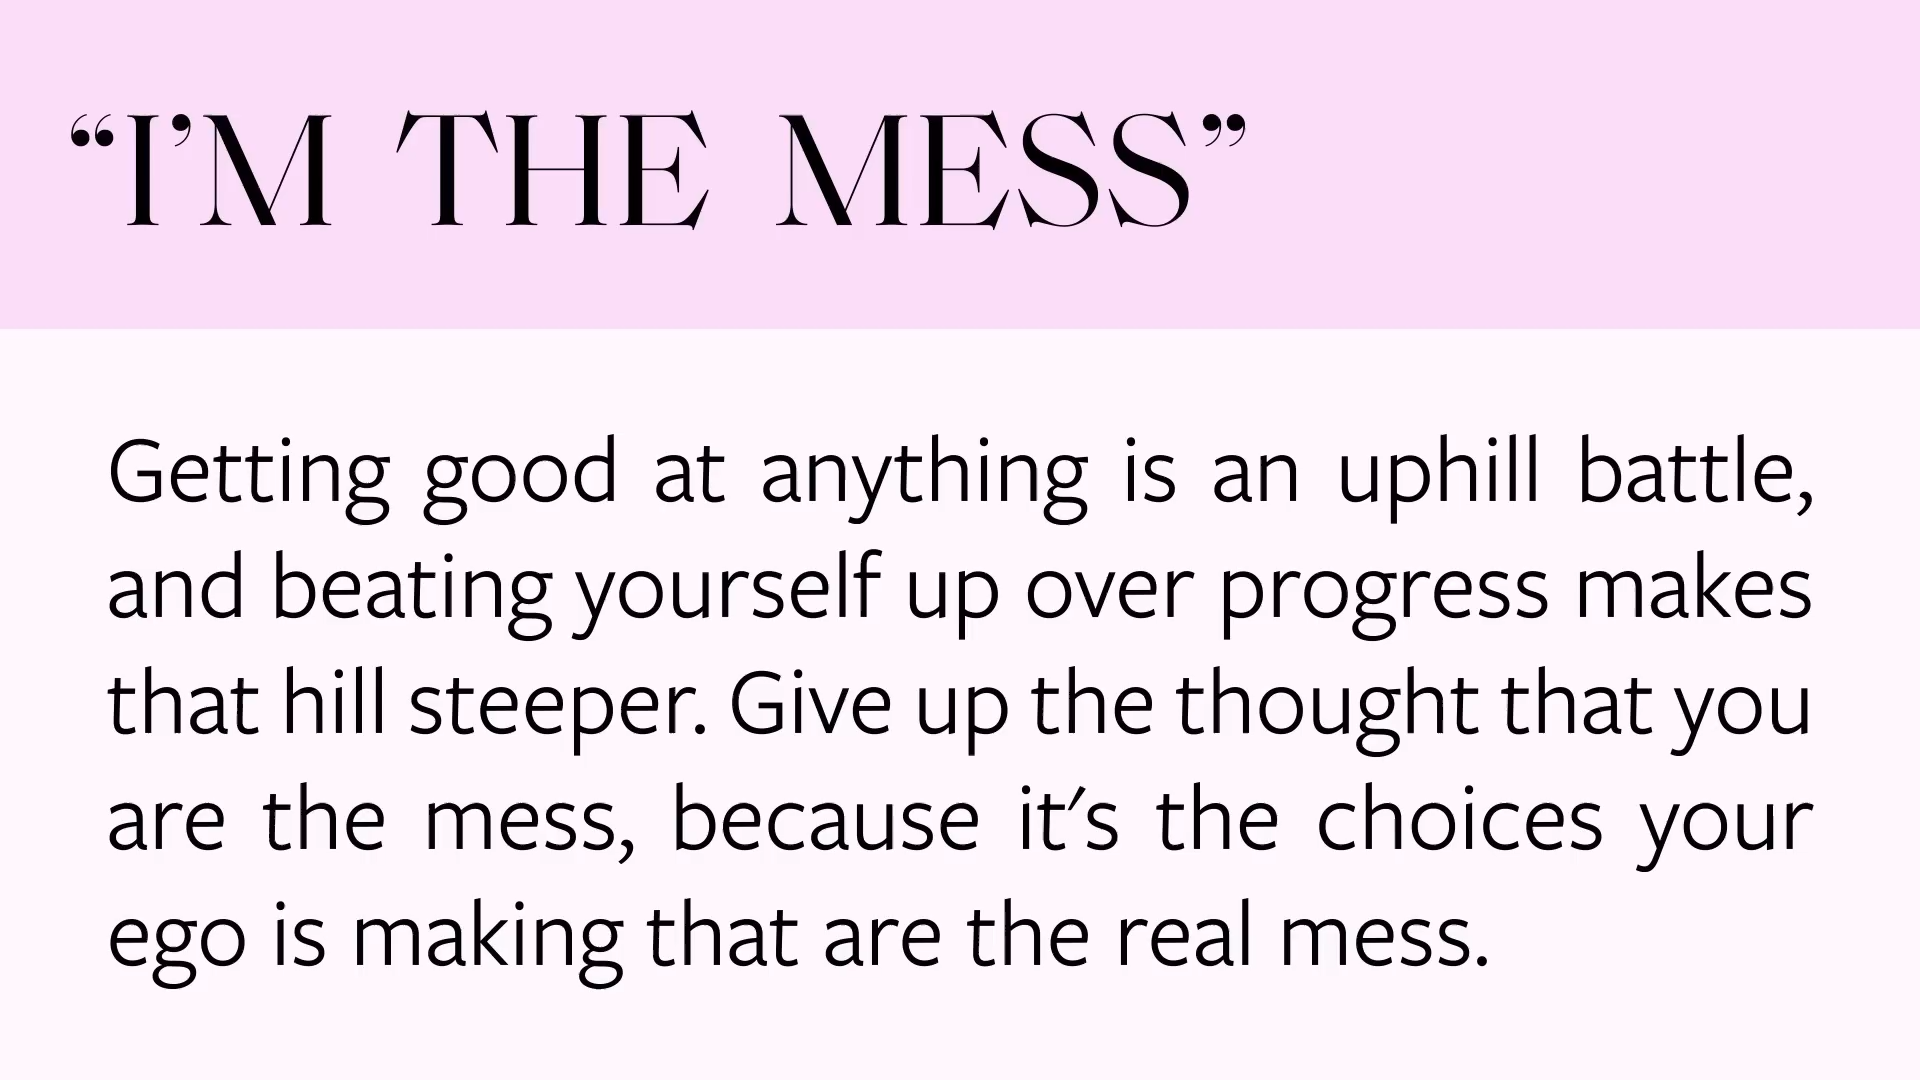 “I’M THE MESS”
Getting good at anything is an uphill battle,
and beating yourself up over progress makes
that hill steeper. Give up the thought that you
are the mess, because it's the choices your
ego is making that are the real mess.